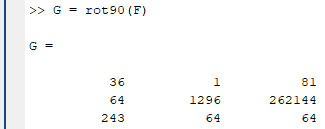 >> G = rot90(F)
G =
36 1 81
64 1296 262144
243 64 64